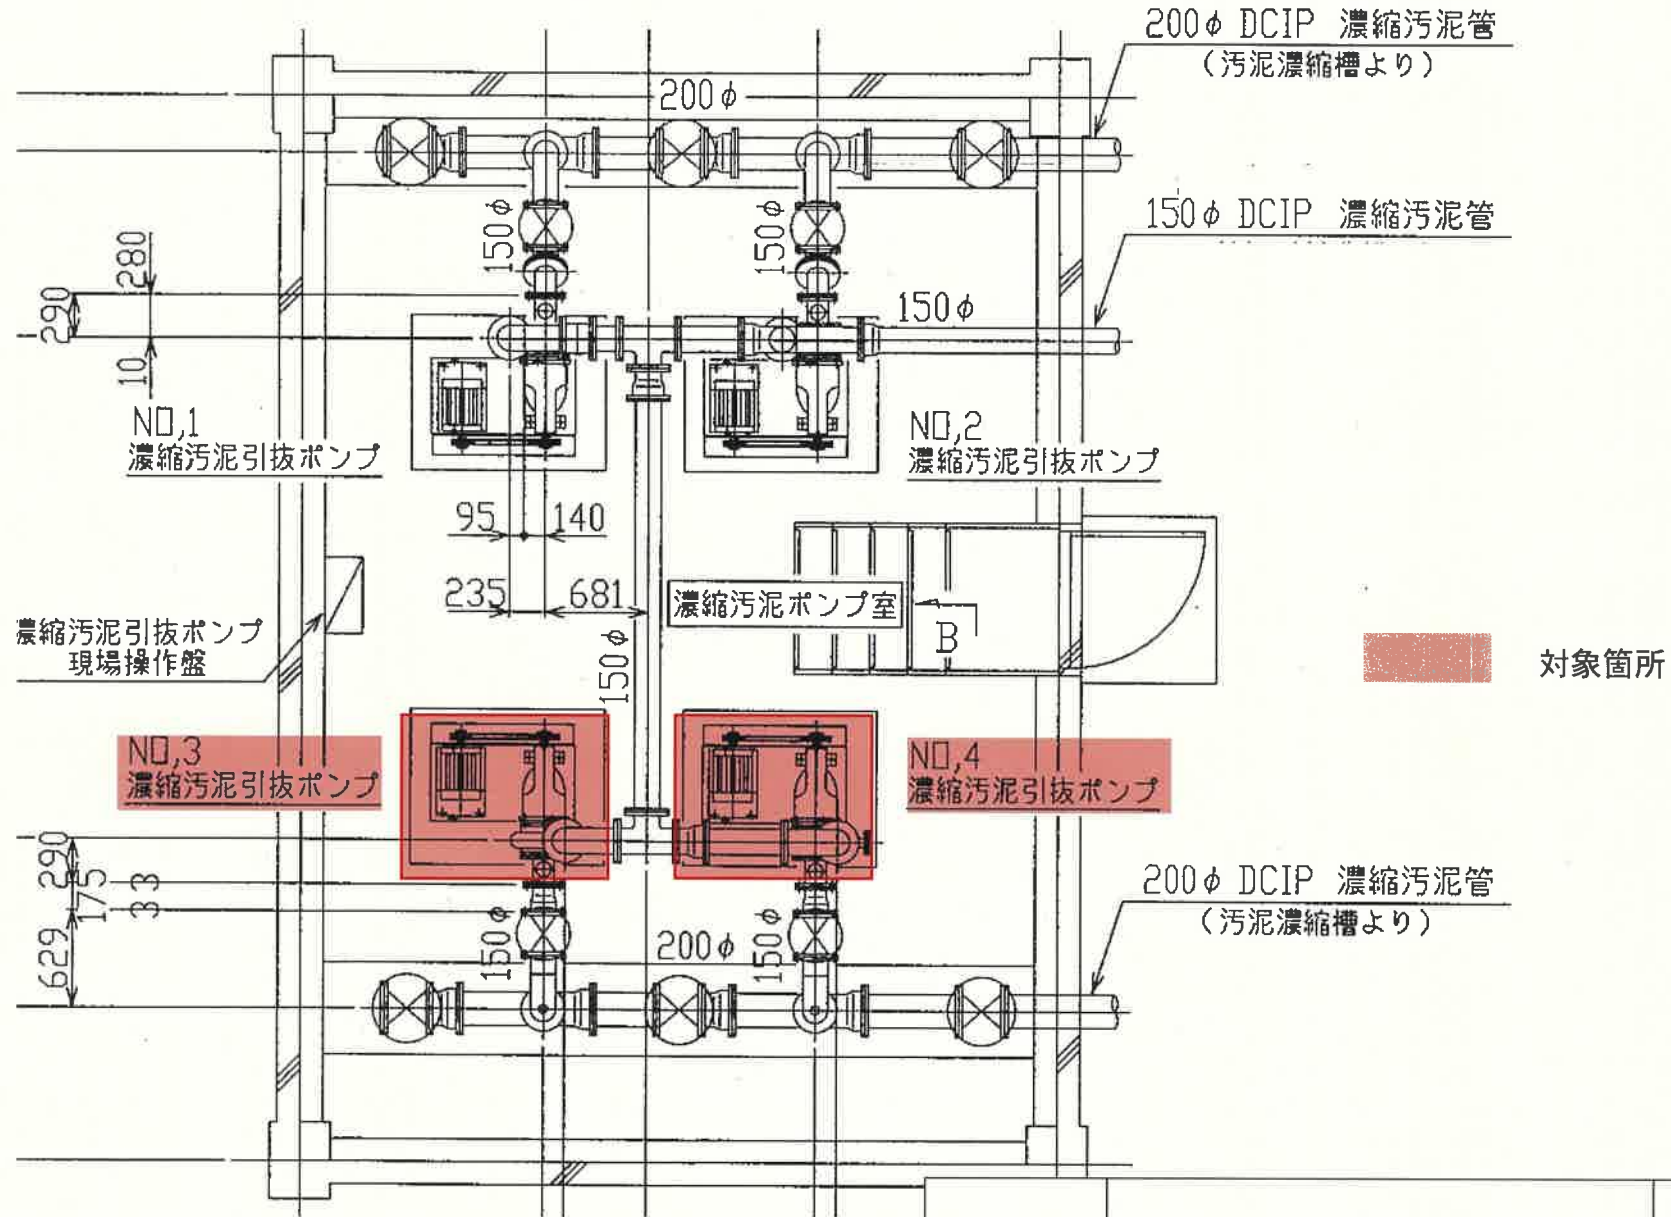 200φ DCIP 濃縮汚泥管
（汚泥濃縮槽より）
200φ
150φ
150φ
150φ DCIP 濃縮汚泥管
280
290
10
150φ
NO,1
濃縮汚泥引抜ポンプ
NO,2
濃縮汚泥引抜ポンプ
95
140
235
681
濃縮汚泥ポンプ室
B
濃縮汚泥引抜ポンプ
現場操作盤
150φ
対象箇所
NO,3
濃縮汚泥引抜ポンプ
NO,4
濃縮汚泥引抜ポンプ
290
175
33
33
629
150φ
200φ
150φ
200φ DCIP 濃縮汚泥管
（汚泥濃縮槽より）